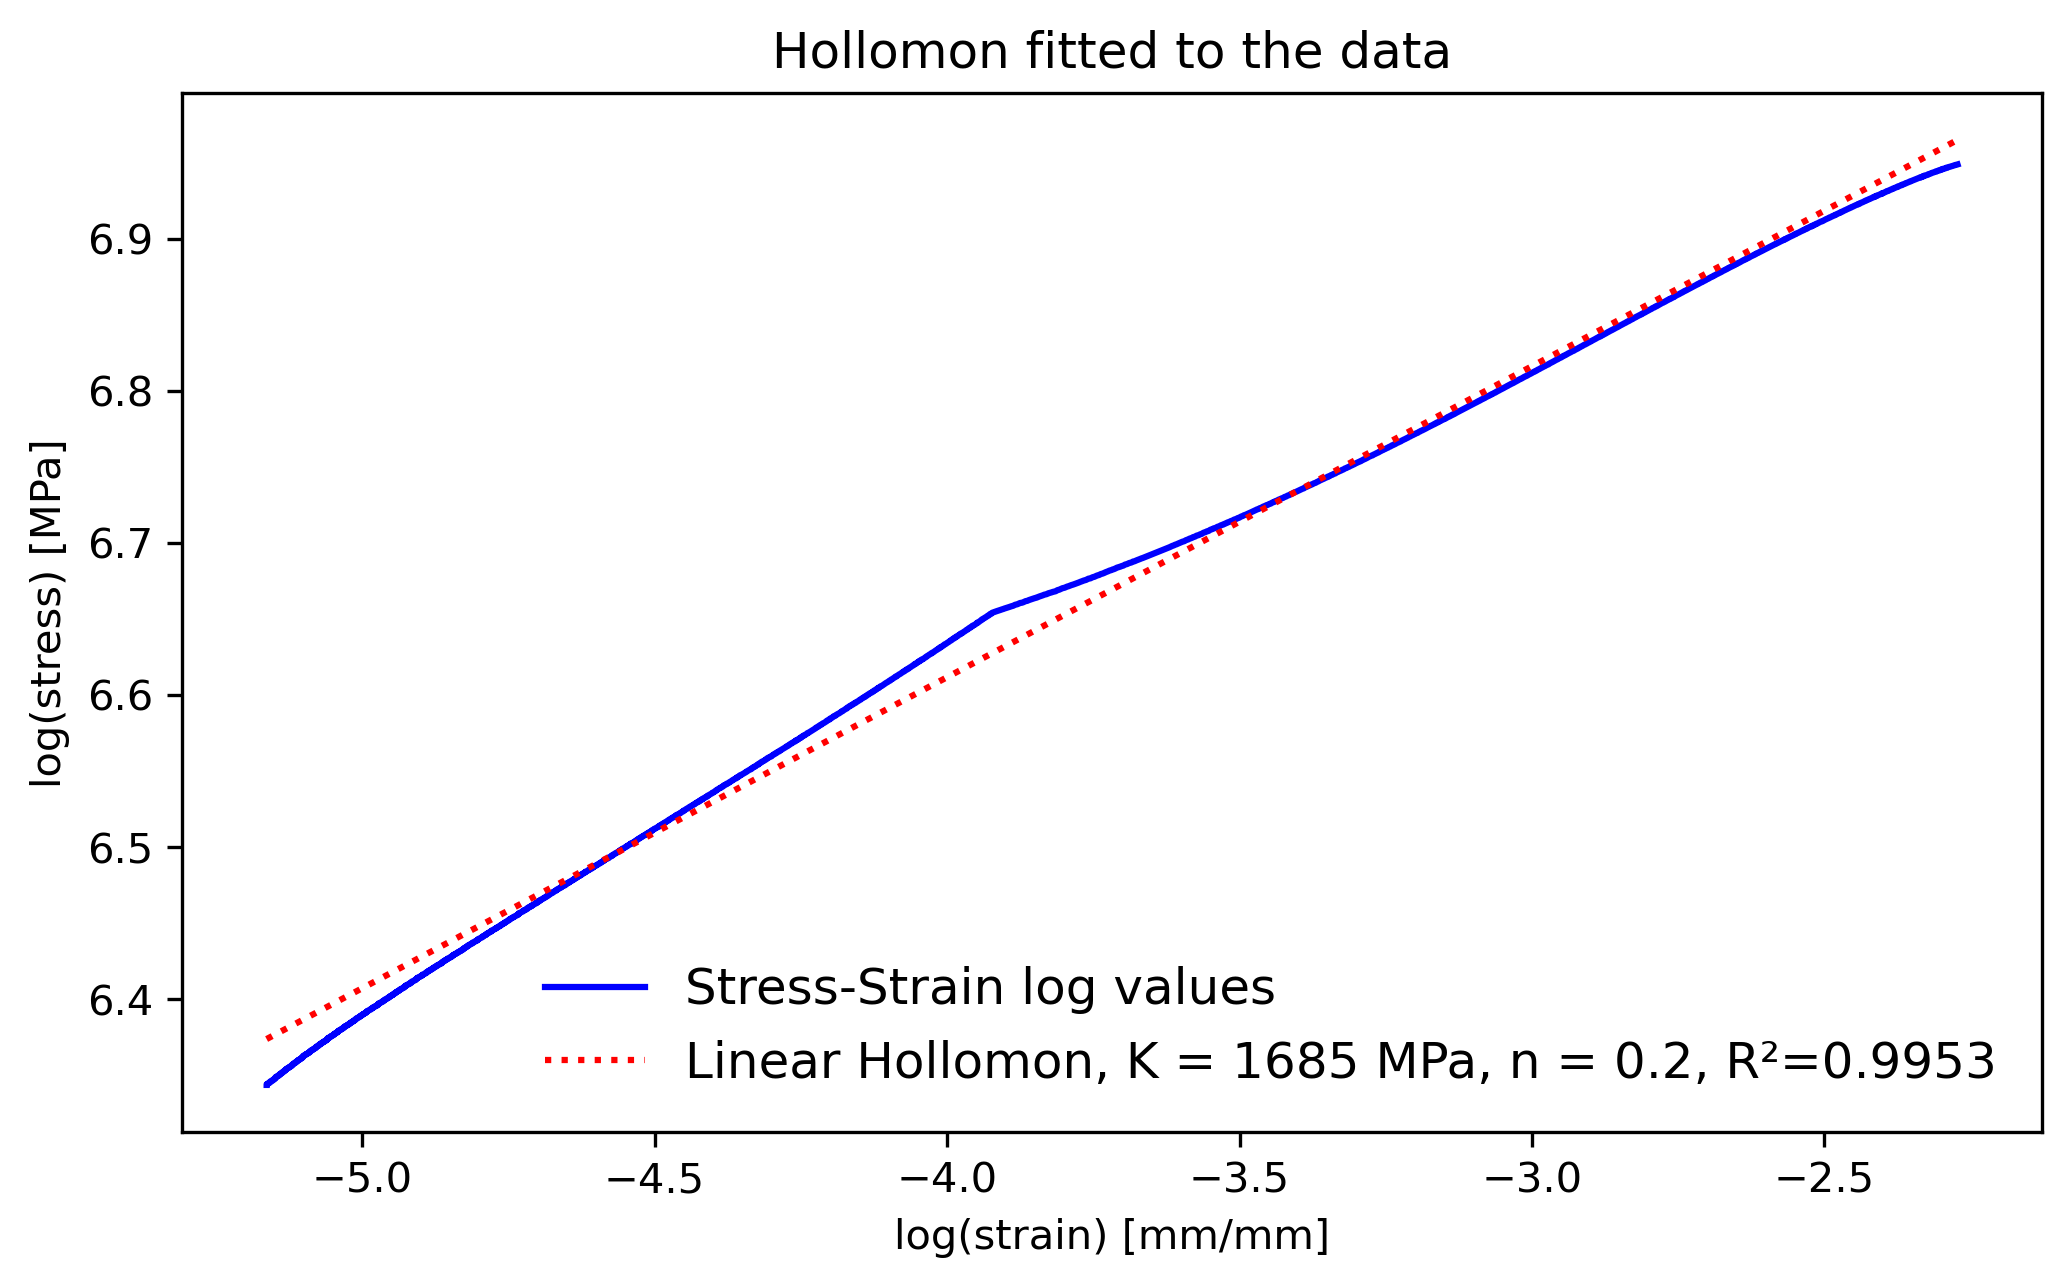 Hollomon fitted to the data
log(stress) [MPa]
6.9
6.8
6.7
6.6
6.5
6.4
Stress-Strain log values
Linear Hollomon, K = 1685 MPa, n = 0.2, R²=0.9953
−5.0 −4.5 −4.0 −3.5 −3.0 −2.5
log(strain) [mm/mm]